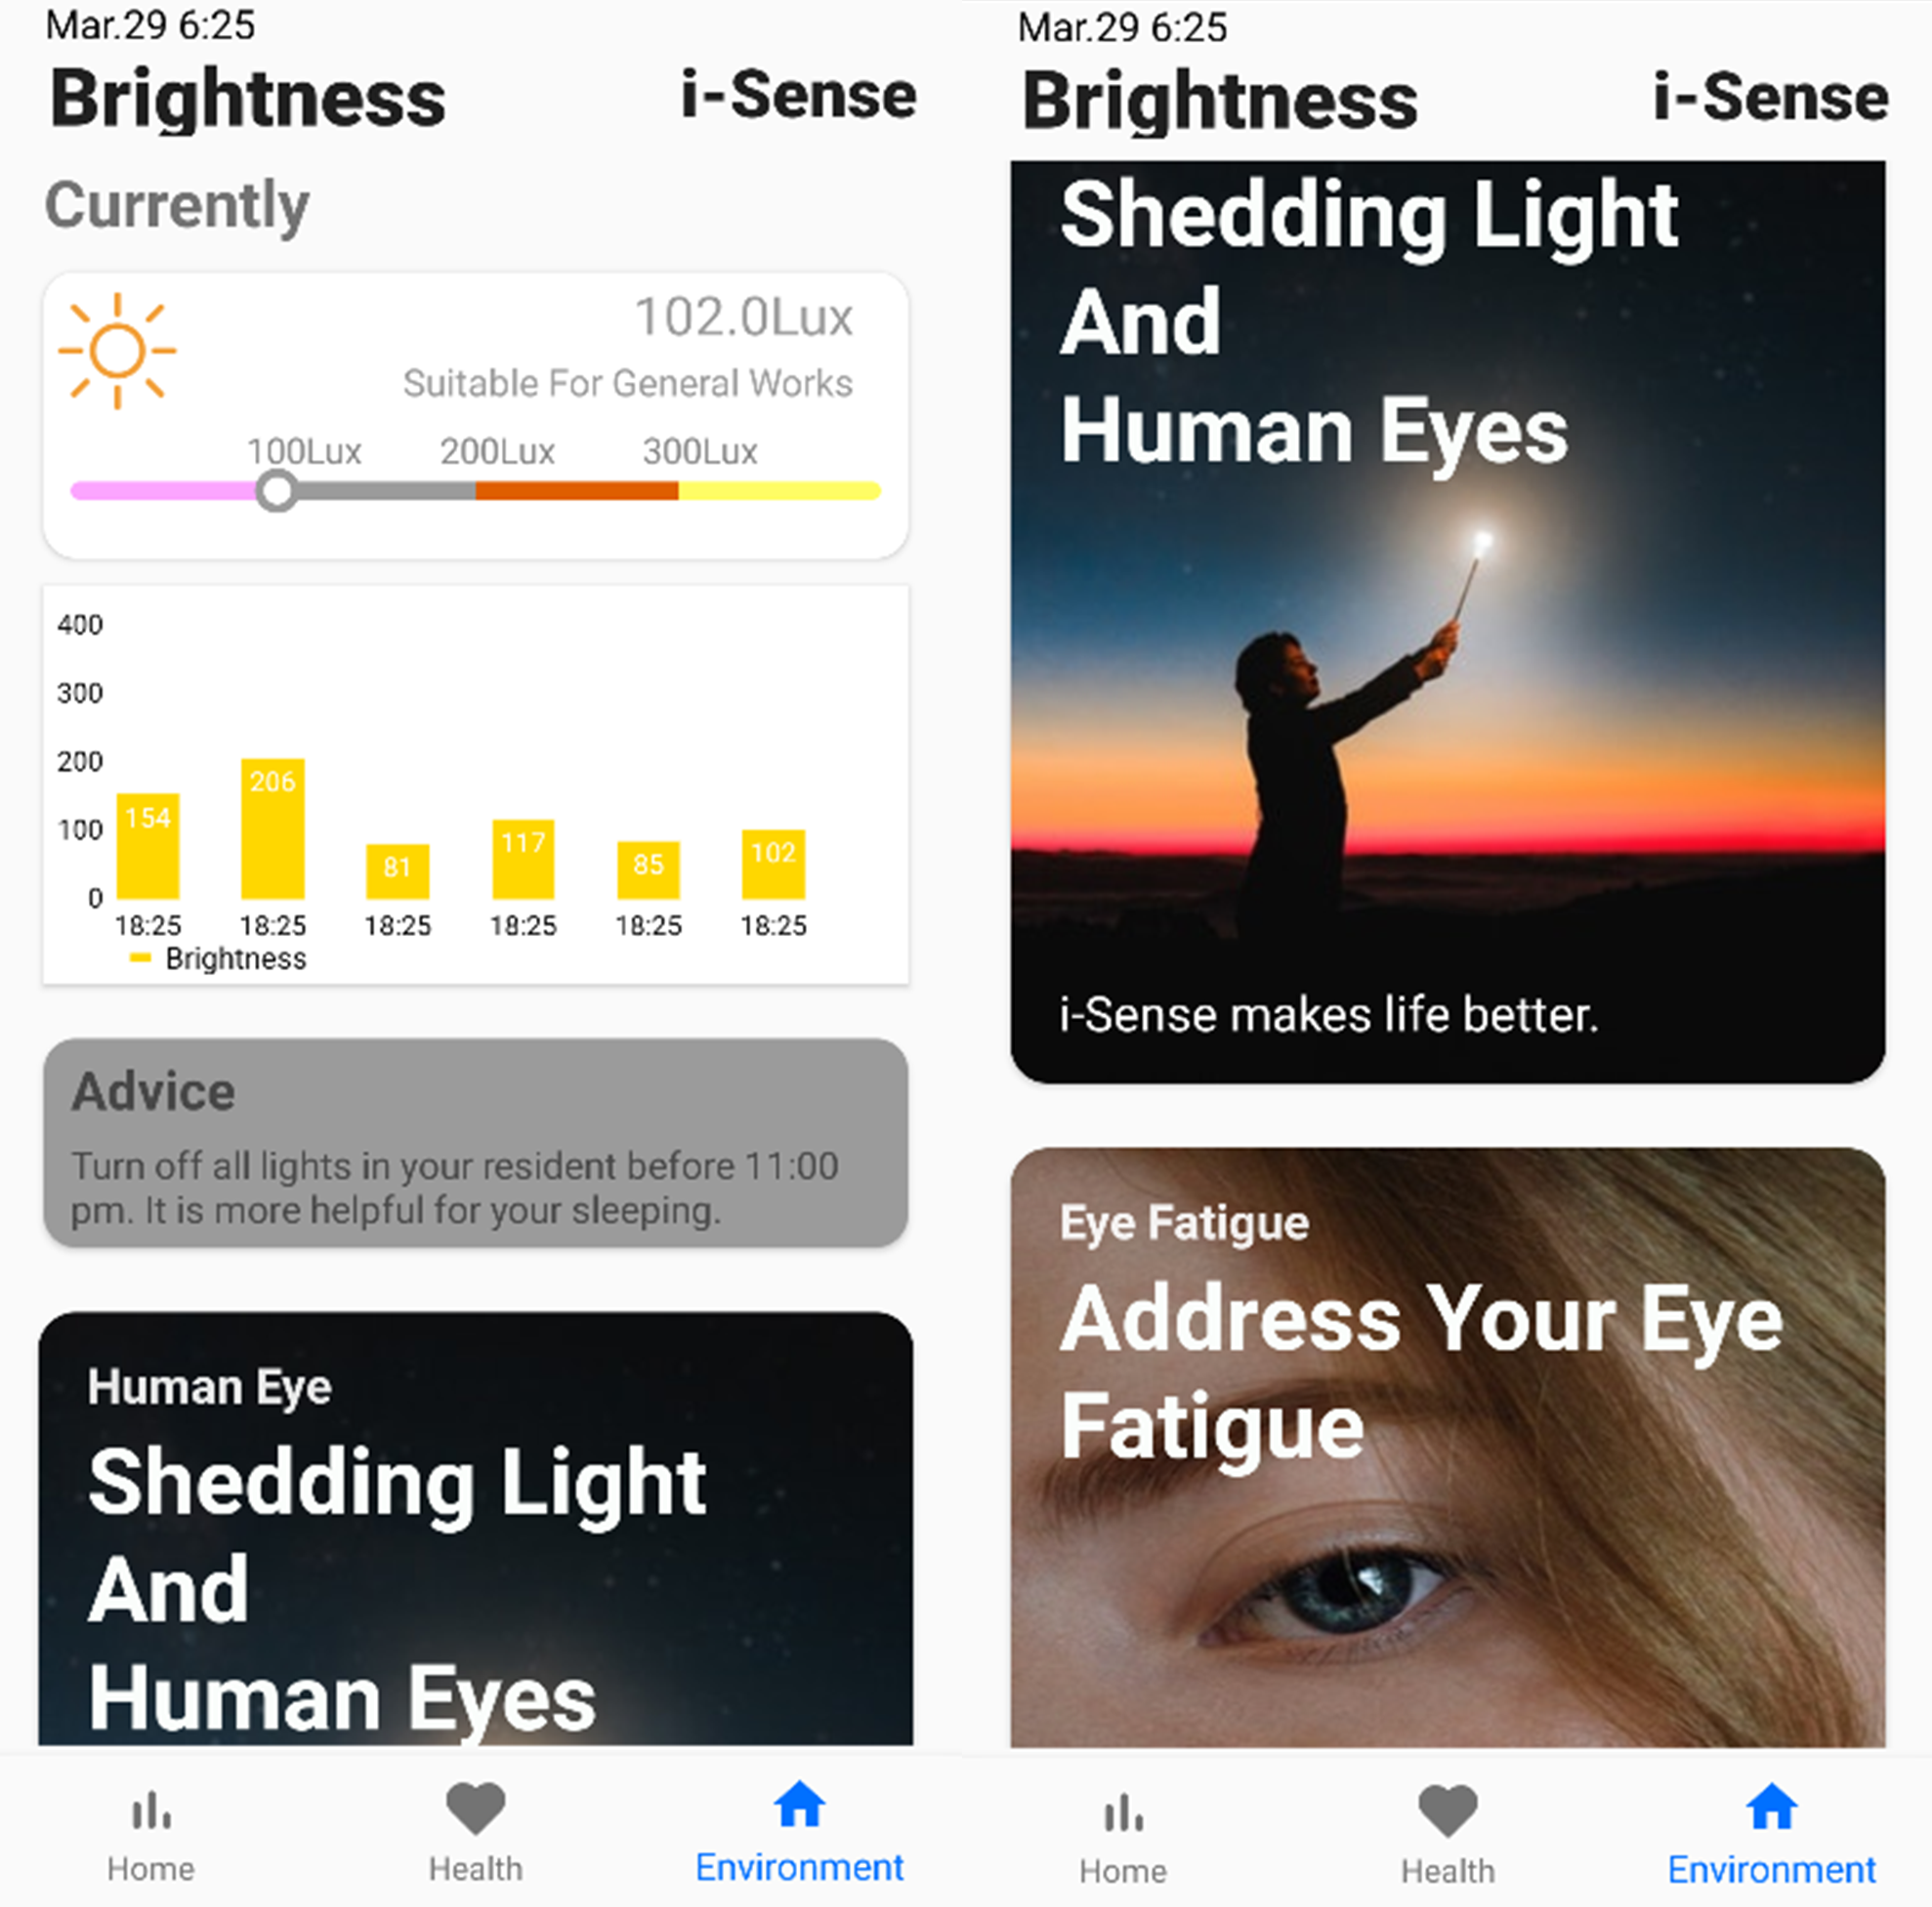 Mar.29 6:25
Brightness i-Sense
Currently
102.0Lux
Suitable For General Works
100Lux 200Lux 300Lux
400
300
200
100
0
154 206 81 117 85 102
18:25 18:25 18:25 18:25 18:25 18:25
Brightness
Advice
Turn off all lights in your resident before 11:00
pm. It is more helpful for your sleeping.
Human Eye
Shedding Light
And
Human Eyes
Home Health Environment
Mar.29 6:25
Brightness i-Sense
Shedding Light
And
Human Eyes
i-Sense makes life better.
Eye Fatigue
Address Your Eye
Fatigue
Home Health Environment